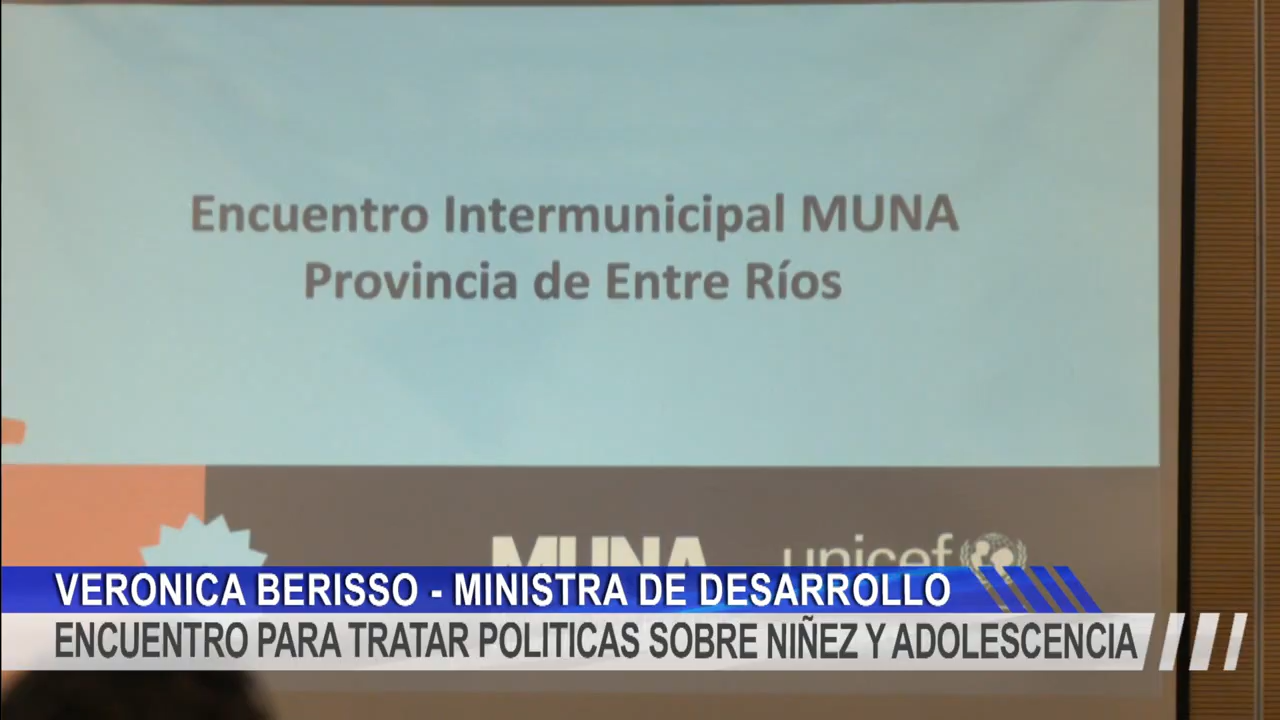 Encuentro Intermunicipal MUNA
Provincia de Entre Ríos
MUNA unicef
VERONICA BERISSO - MINISTRA DE DESARROLLO
ENCUENTRO PARA TRATAR POLITICAS SOBRE NIÑEZ Y ADOLESCENCIA